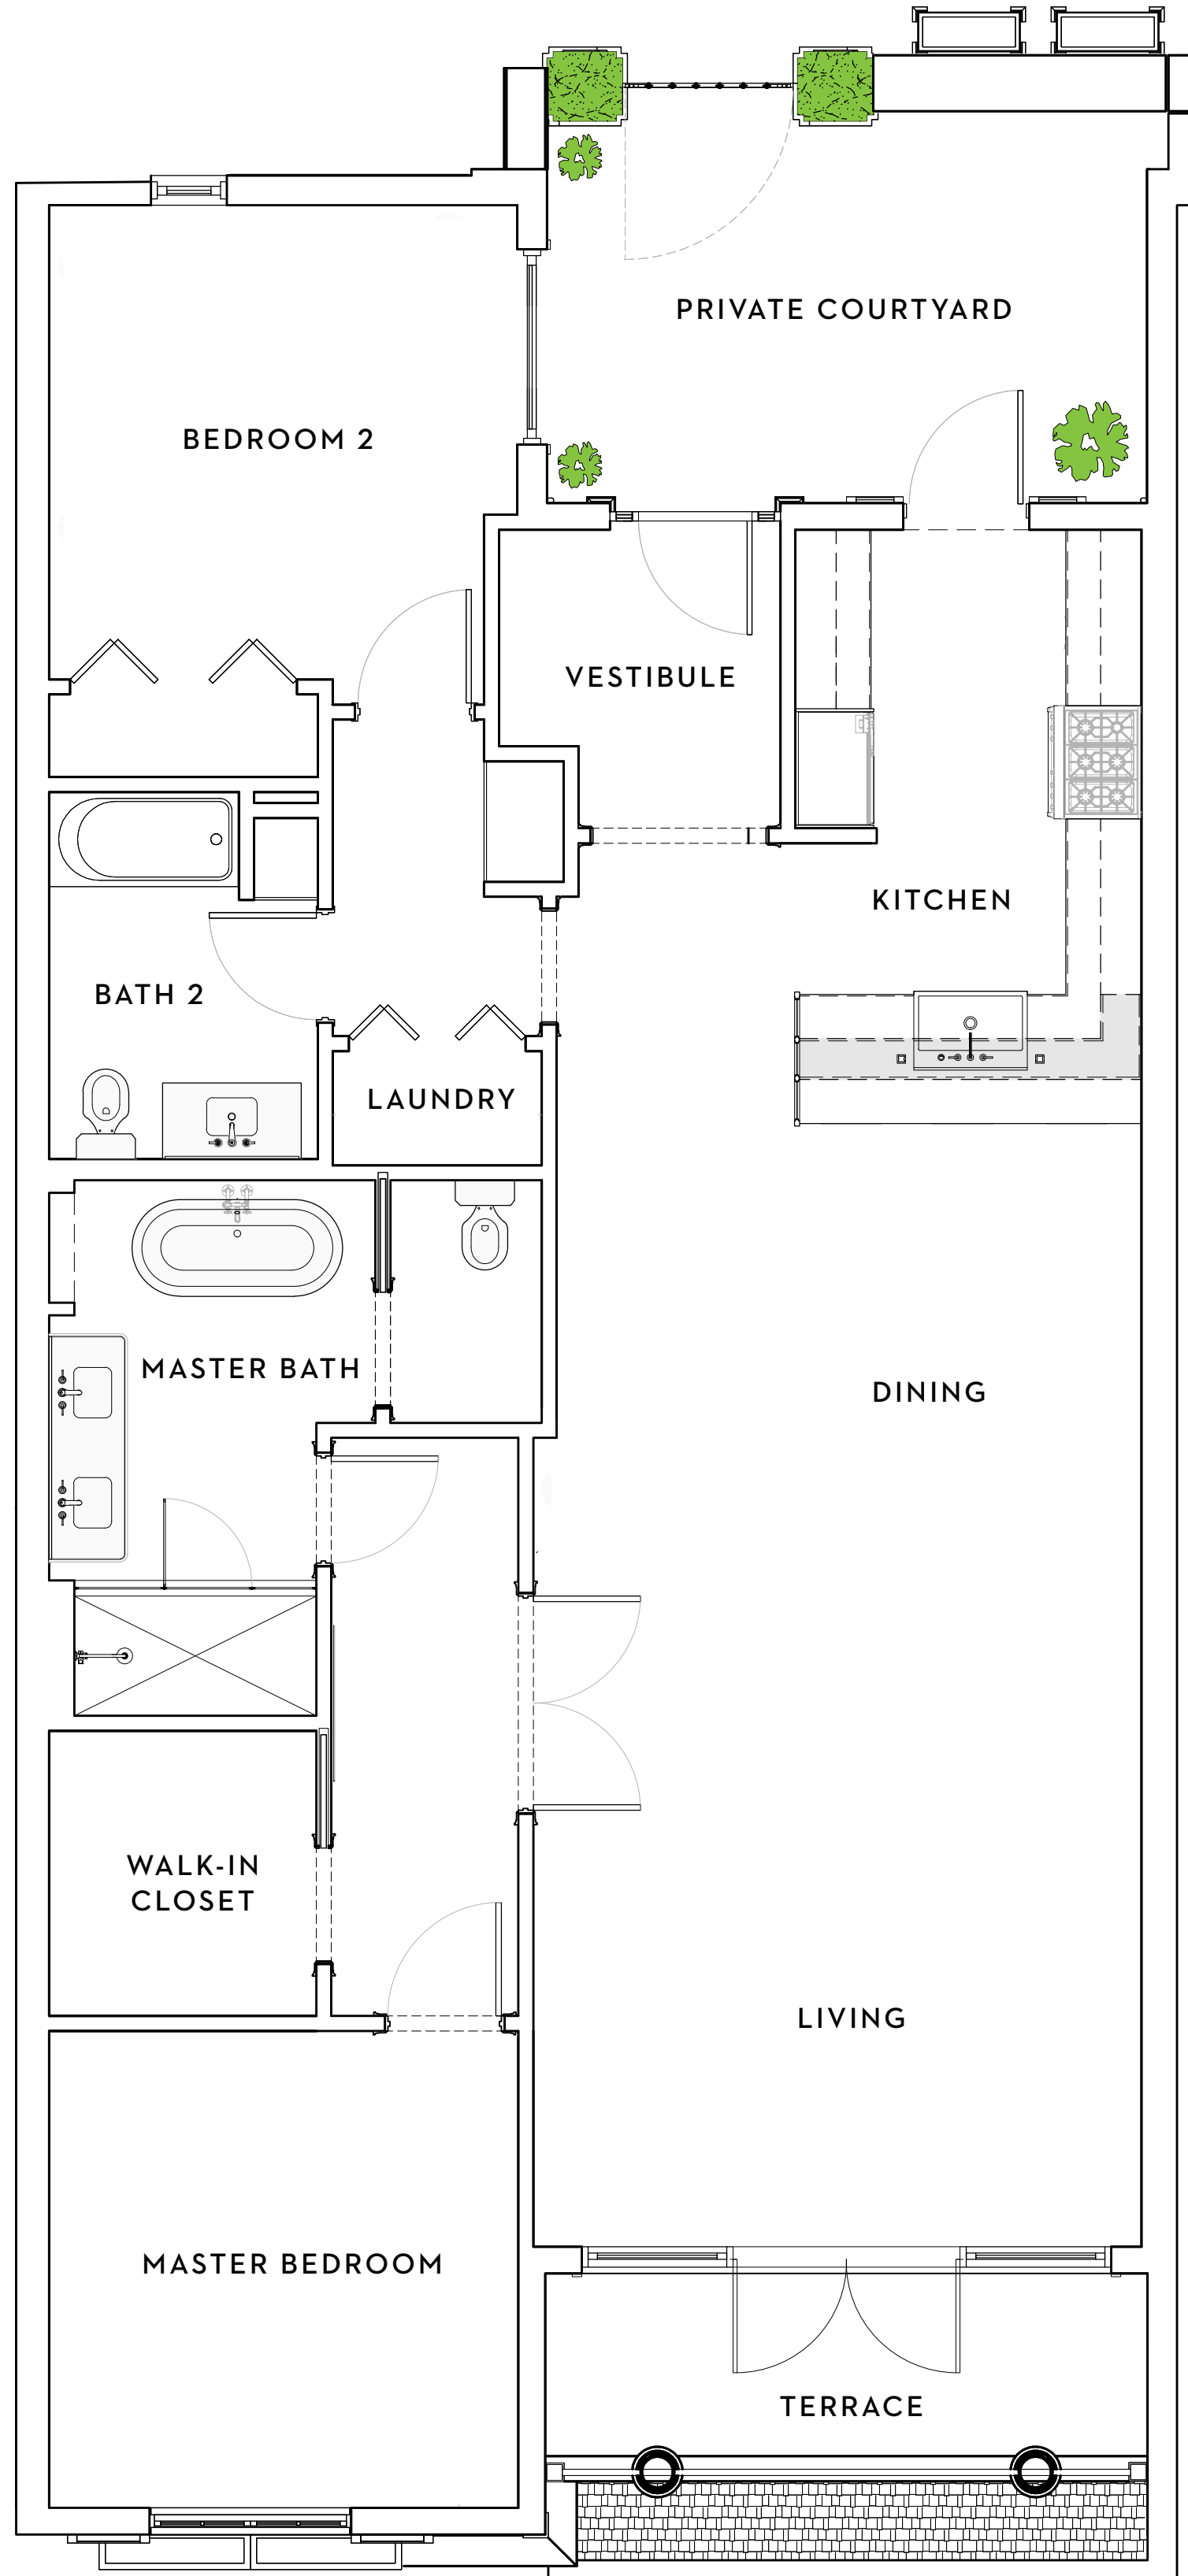 PRIVATE COURTYARD
BEDROOM 2
VESTIBULE
KITCHEN
BATH 2
LAUNDRY
MASTER BATH
DINING
WALK-IN
CLOSET
LIVING
MASTER BEDROOM
TERRACE